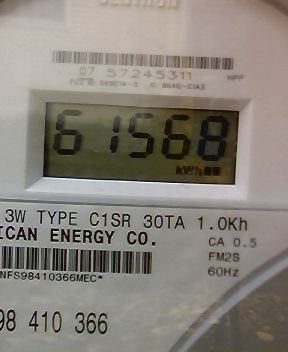 07 57245311
61568
kWh
3W TYPE C1SR 30TA 1.0Kh
ICAN ENERGY CO.
CA 0.5
FM2S
60Hz
NFS98410366MEC*
98 410 366